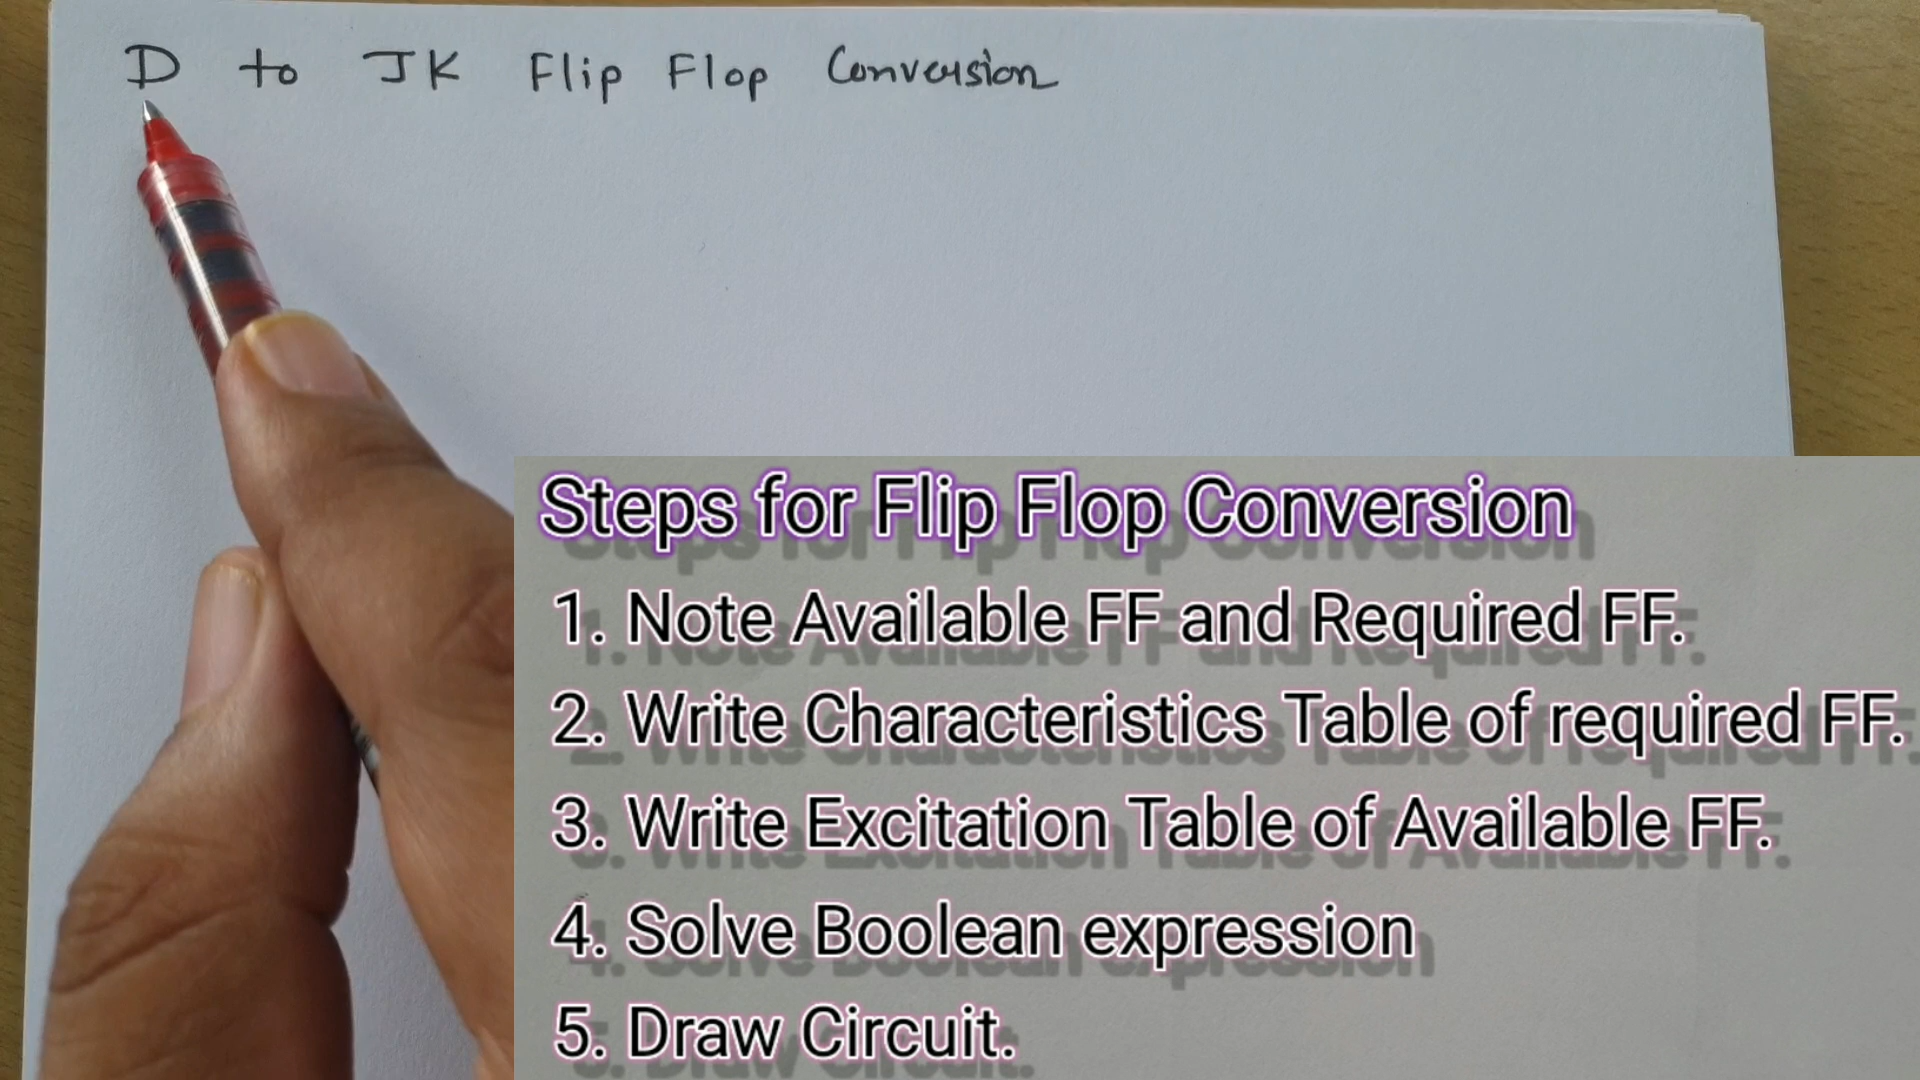 D to JK Flip Flop Conversion
Steps for Flip Flop Conversion
1. Note Available FF and Required FF.
2. Write Characteristics Table of required FF.
3. Write Excitation Table of Available FF.
4. Solve Boolean expression
5. Draw Circuit.